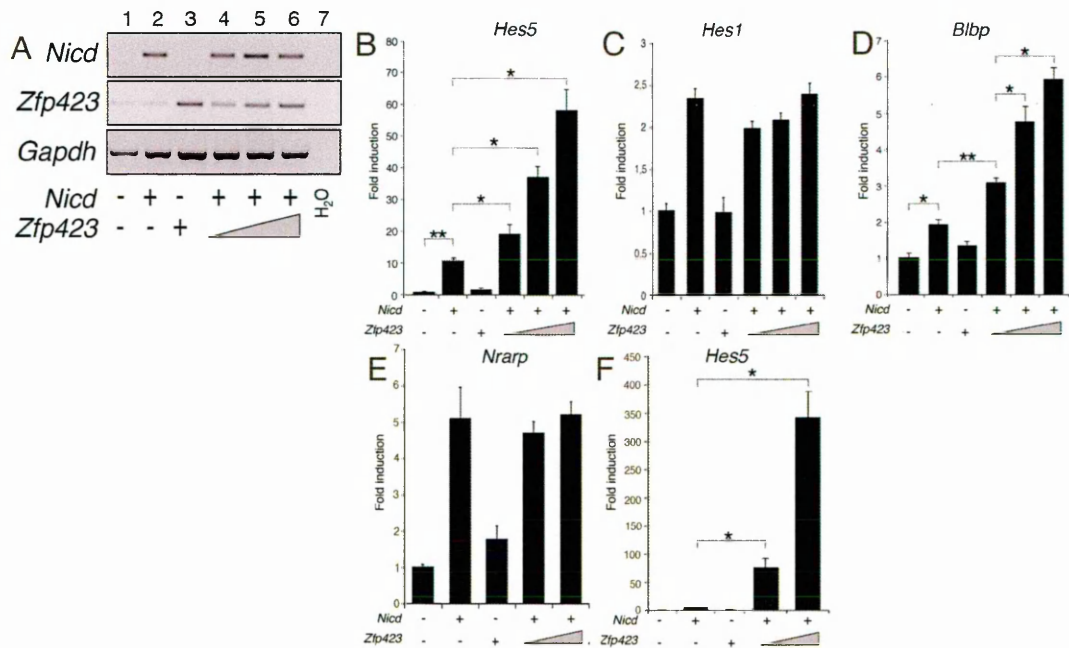 1 2 3 4 5 6 7
A
Nicd
Zfp423
Gapdh
Nicd - + - + + + H₂O
Zfp423 - - +
B
Hes5
Fold induction
80
70
60
50
40
30
20
10
0
** * * *
Nicd - + - + + +
Zfp423 - - +
C
Hes1
Fold induction
3
2.5
2
1.5
1
0.5
0
Nicd - + - + + +
Zfp423 - - +
D
Blbp
Fold induction
7
6
5
4
3
2
1
0
* ** * *
Nicd - + - + + +
Zfp423 - - +
E
Nrarp
Fold induction
7
6
5
4
3
2
1
0
Nicd - + - + +
Zfp423 - - +
F
Hes5
Fold induction
450
400
350
300
250
200
150
100
50
0
* *
Nicd - + - + +
Zfp423 - - +